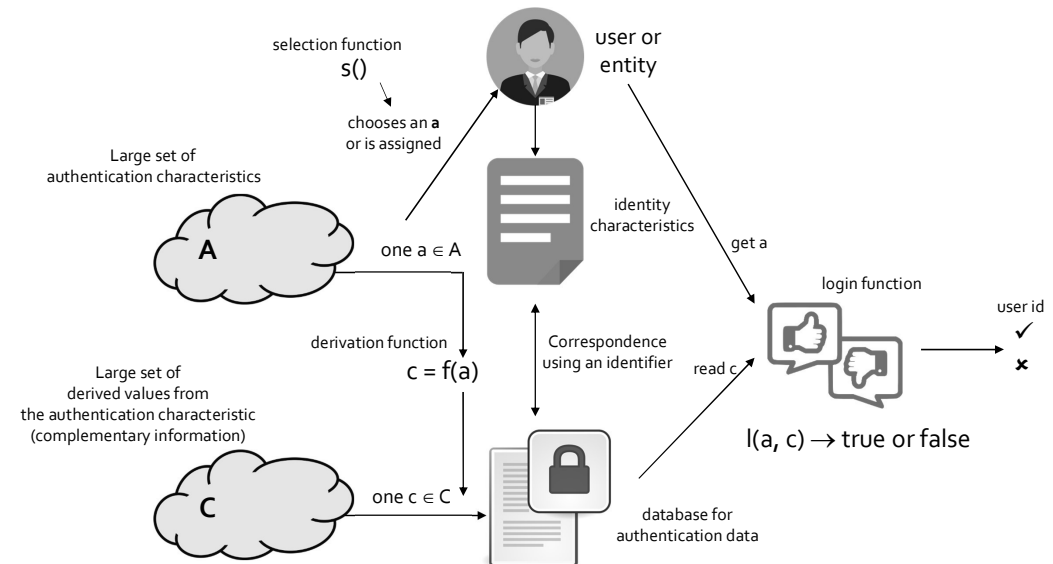 selection function
s()
chooses an a
or is assigned
user or
entity
Large set of
authentication characteristics
A
one a ∈ A
identity
characteristics
get a
login function
user id
✓
✖
derivation function
c = f(a)
Correspondence
using an identifier
read c
l(a, c) → true or false
Large set of
derived values from
the authentication characteristic
(complementary information)
C
one c ∈ C
database for
authentication data